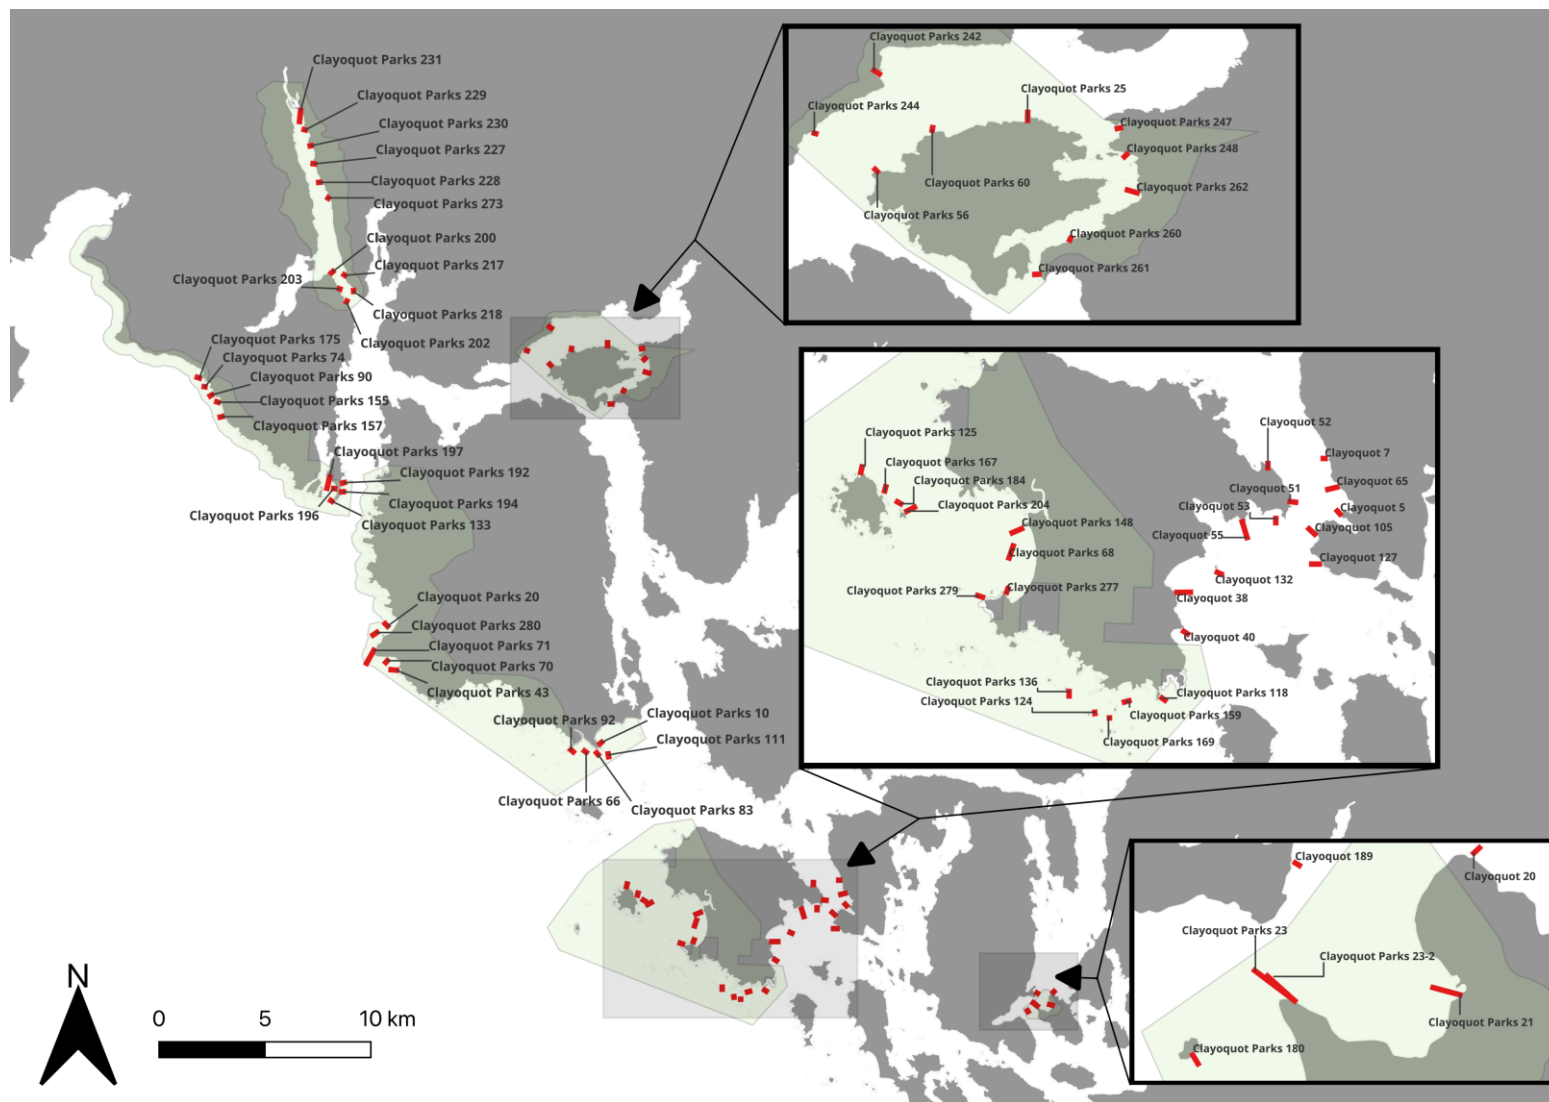 Clayoquot Parks 231
Clayoquot Parks 229
Clayoquot Parks 230
Clayoquot Parks 227
Clayoquot Parks 228
Clayoquot Parks 273
Clayoquot Parks 200
Clayoquot Parks 217
Clayoquot Parks 203
Clayoquot Parks 218
Clayoquot Parks 202
Clayoquot Parks 175
Clayoquot Parks 74
Clayoquot Parks 90
Clayoquot Parks 155
Clayoquot Parks 157
Clayoquot Parks 197
Clayoquot Parks 192
Clayoquot Parks 194
Clayoquot Parks 196
Clayoquot Parks 133
Clayoquot Parks 20
Clayoquot Parks 280
Clayoquot Parks 71
Clayoquot Parks 70
Clayoquot Parks 43
Clayoquot Parks 92
Clayoquot Parks 10
Clayoquot Parks 111
Clayoquot Parks 66
Clayoquot Parks 83
Clayoquot Parks 242
Clayoquot Parks 25
Clayoquot Parks 244
Clayoquot Parks 247
Clayoquot Parks 248
Clayoquot Parks 60
Clayoquot Parks 262
Clayoquot Parks 56
Clayoquot Parks 260
Clayoquot Parks 261
Clayoquot Parks 125
Clayoquot 52
Clayoquot 7
Clayoquot Parks 167
Clayoquot Parks 184
Clayoquot 65
Clayoquot 51
Clayoquot Parks 204
Clayoquot 53
Clayoquot 5
Clayoquot Parks 148
Clayoquot 105
Clayoquot 55
Clayoquot Parks 68
Clayoquot 127
Clayoquot 132
Clayoquot Parks 279
Clayoquot Parks 277
Clayoquot 38
Clayoquot 40
Clayoquot Parks 136
Clayoquot Parks 118
Clayoquot Parks 124
Clayoquot Parks 159
Clayoquot Parks 169
Clayoquot 189
Clayoquot 20
Clayoquot Parks 23
Clayoquot Parks 23-2
Clayoquot Parks 21
Clayoquot Parks 180
N
0 5 10 km